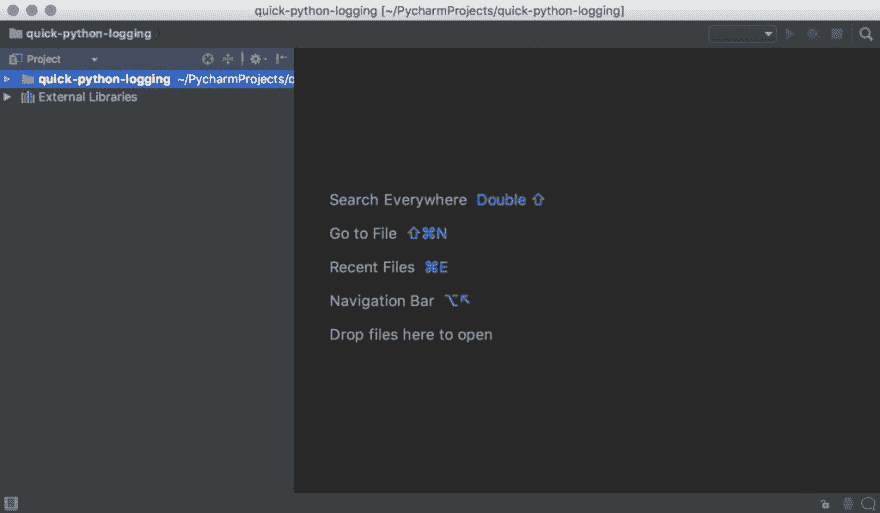 quick-python-logging [~/PycharmProjects/quick-python-logging]
quick-python-logging
Project
quick-python-logging ~/PycharmProjects/q
External Libraries
Search Everywhere Double ⇧
Go to File ⇧⌘N
Recent Files ⌘E
Navigation Bar ⌥↖
Drop files here to open